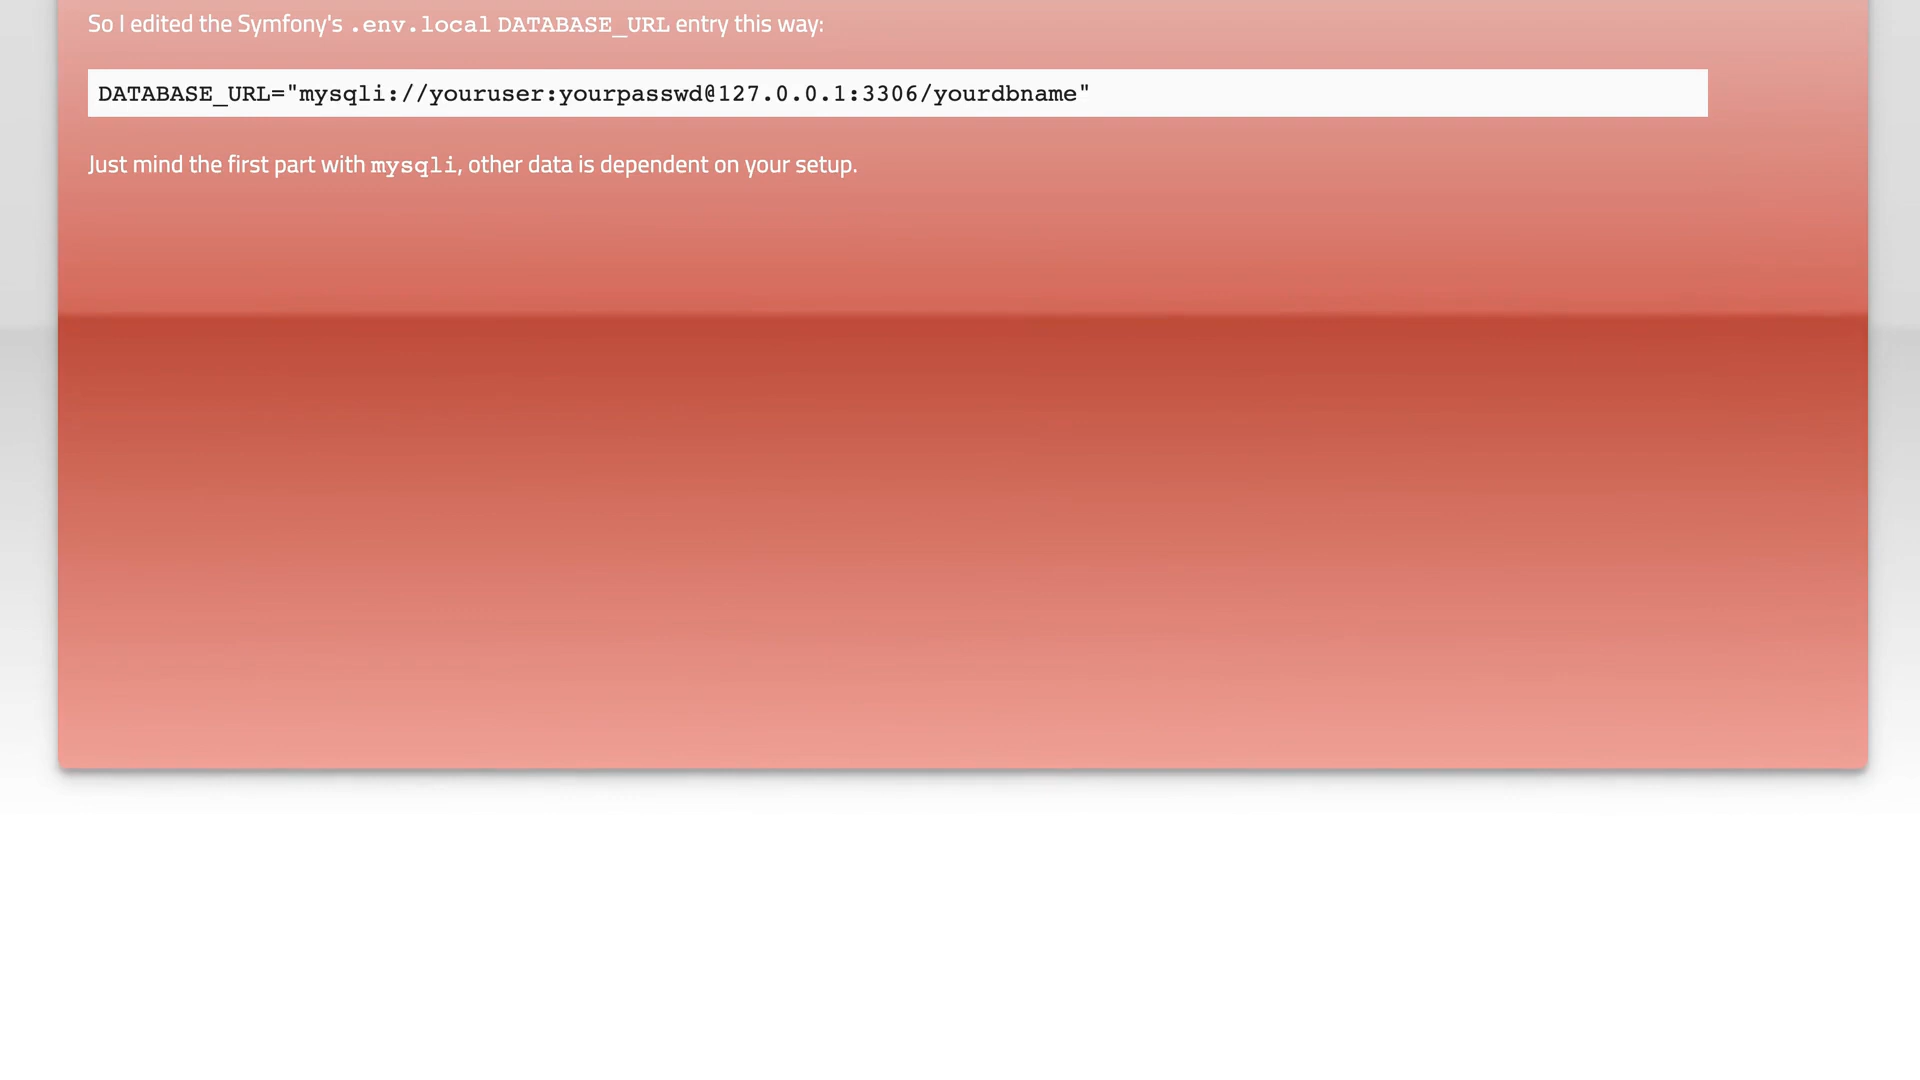 So I edited the Symfony's .env.local DATABASE_URL entry this way:
DATABASE_URL="mysqli://youruser:yourpasswd@127.0.0.1:3306/yourdbname"
Just mind the first part with mysqli, other data is dependent on your setup.